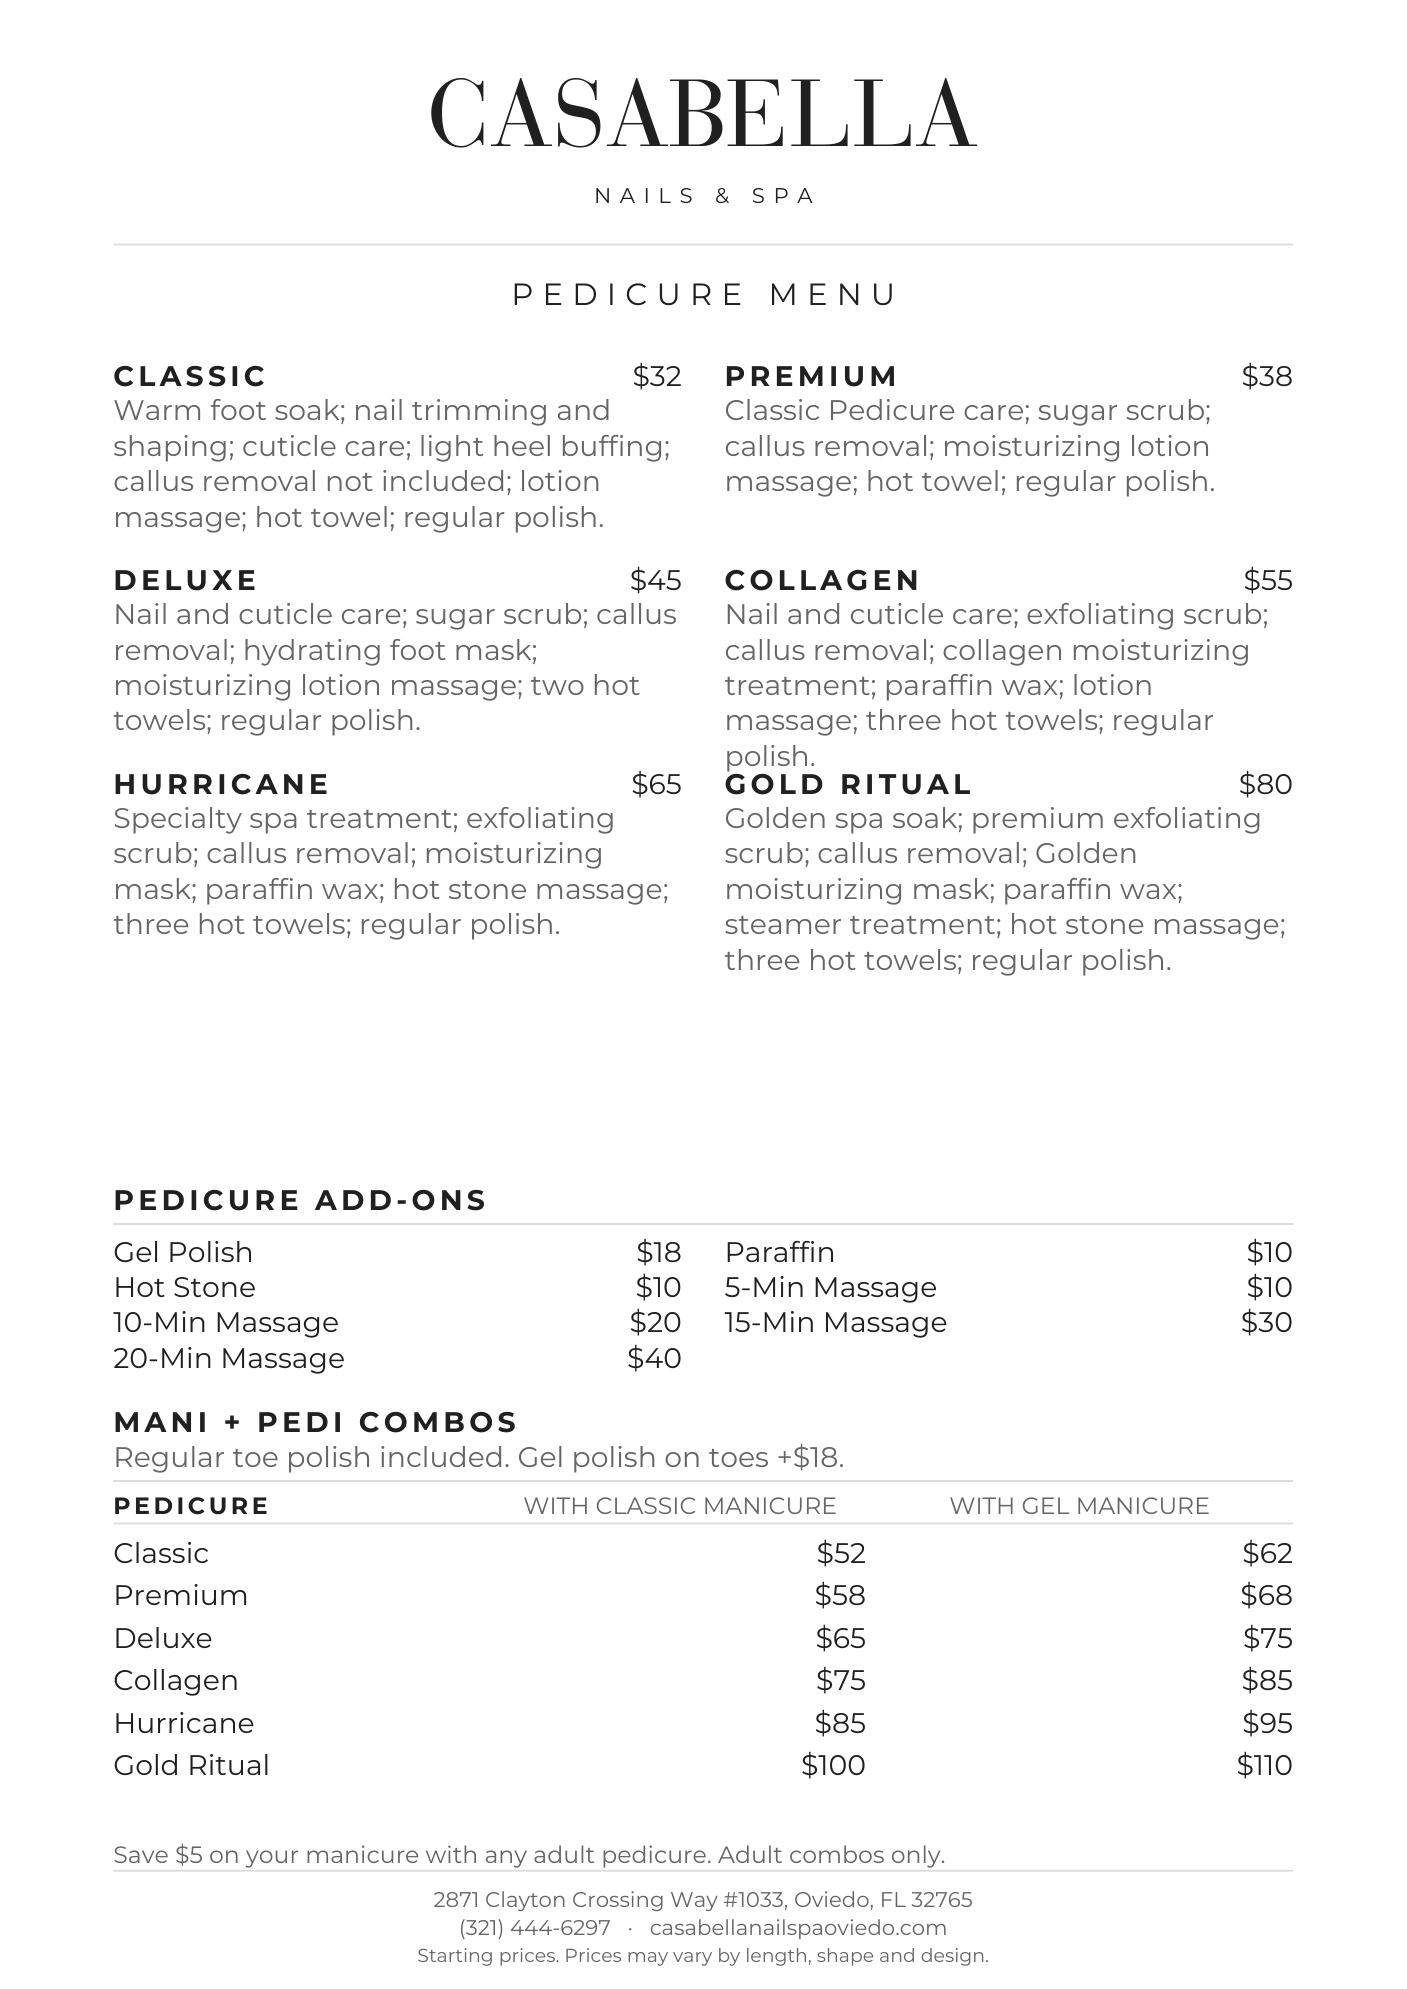 CASABELLA
NAILS & SPA
PEDICURE MENU
CLASSIC $32
Warm foot soak; nail trimming and
shaping; cuticle care; light heel buffing;
callus removal not included; lotion
massage; hot towel; regular polish.
PREMIUM $38
Classic Pedicure care; sugar scrub;
callus removal; moisturizing lotion
massage; hot towel; regular polish.
DELUXE $45
Nail and cuticle care; sugar scrub; callus
removal; hydrating foot mask;
moisturizing lotion massage; two hot
towels; regular polish.
COLLAGEN $55
Nail and cuticle care; exfoliating scrub;
callus removal; collagen moisturizing
treatment; paraffin wax; lotion
massage; three hot towels; regular
polish.
HURRICANE $65
Specialty spa treatment; exfoliating
scrub; callus removal; moisturizing
mask; paraffin wax; hot stone massage;
three hot towels; regular polish.
GOLD RITUAL $80
Golden spa soak; premium exfoliating
scrub; callus removal; Golden
moisturizing mask; paraffin wax;
steamer treatment; hot stone massage;
three hot towels; regular polish.
PEDICURE ADD-ONS
Gel Polish $18 Paraffin $10
Hot Stone $10 5-Min Massage $10
10-Min Massage $20 15-Min Massage $30
20-Min Massage $40
MANI + PEDI COMBOS
Regular toe polish included. Gel polish on toes +$18.
PEDICURE WITH CLASSIC MANICURE WITH GEL MANICURE
Classic $52 $62
Premium $58 $68
Deluxe $65 $75
Collagen $75 $85
Hurricane $85 $95
Gold Ritual $100 $110
Save $5 on your manicure with any adult pedicure. Adult combos only.
2871 Clayton Crossing Way #1033, Oviedo, FL 32765
(321) 444-6297 · casabellanailspaoviedo.com
Starting prices. Prices may vary by length, shape and design.